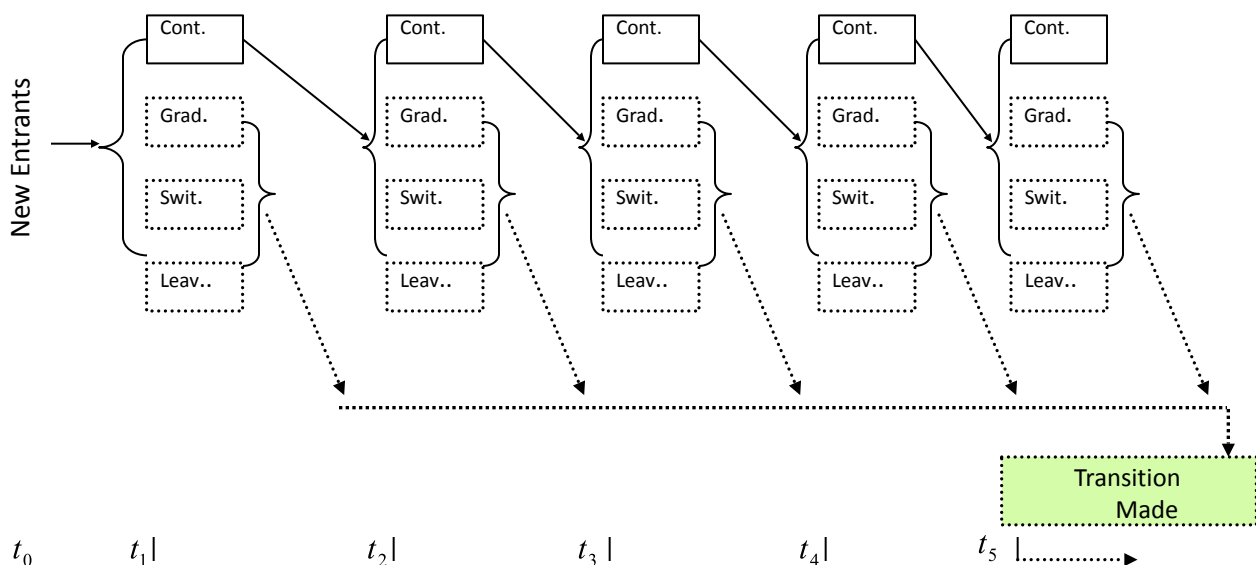 New Entrants
Cont.
Cont.
Cont.
Cont.
Cont.
Grad.
Grad.
Grad.
Grad.
Grad.
Swit.
Swit.
Swit.
Swit.
Swit.
Leav..
Leav..
Leav..
Leav..
Leav..
Transition
Made
t₀ t₁| t₂| t₃ | t₄| t₅ |